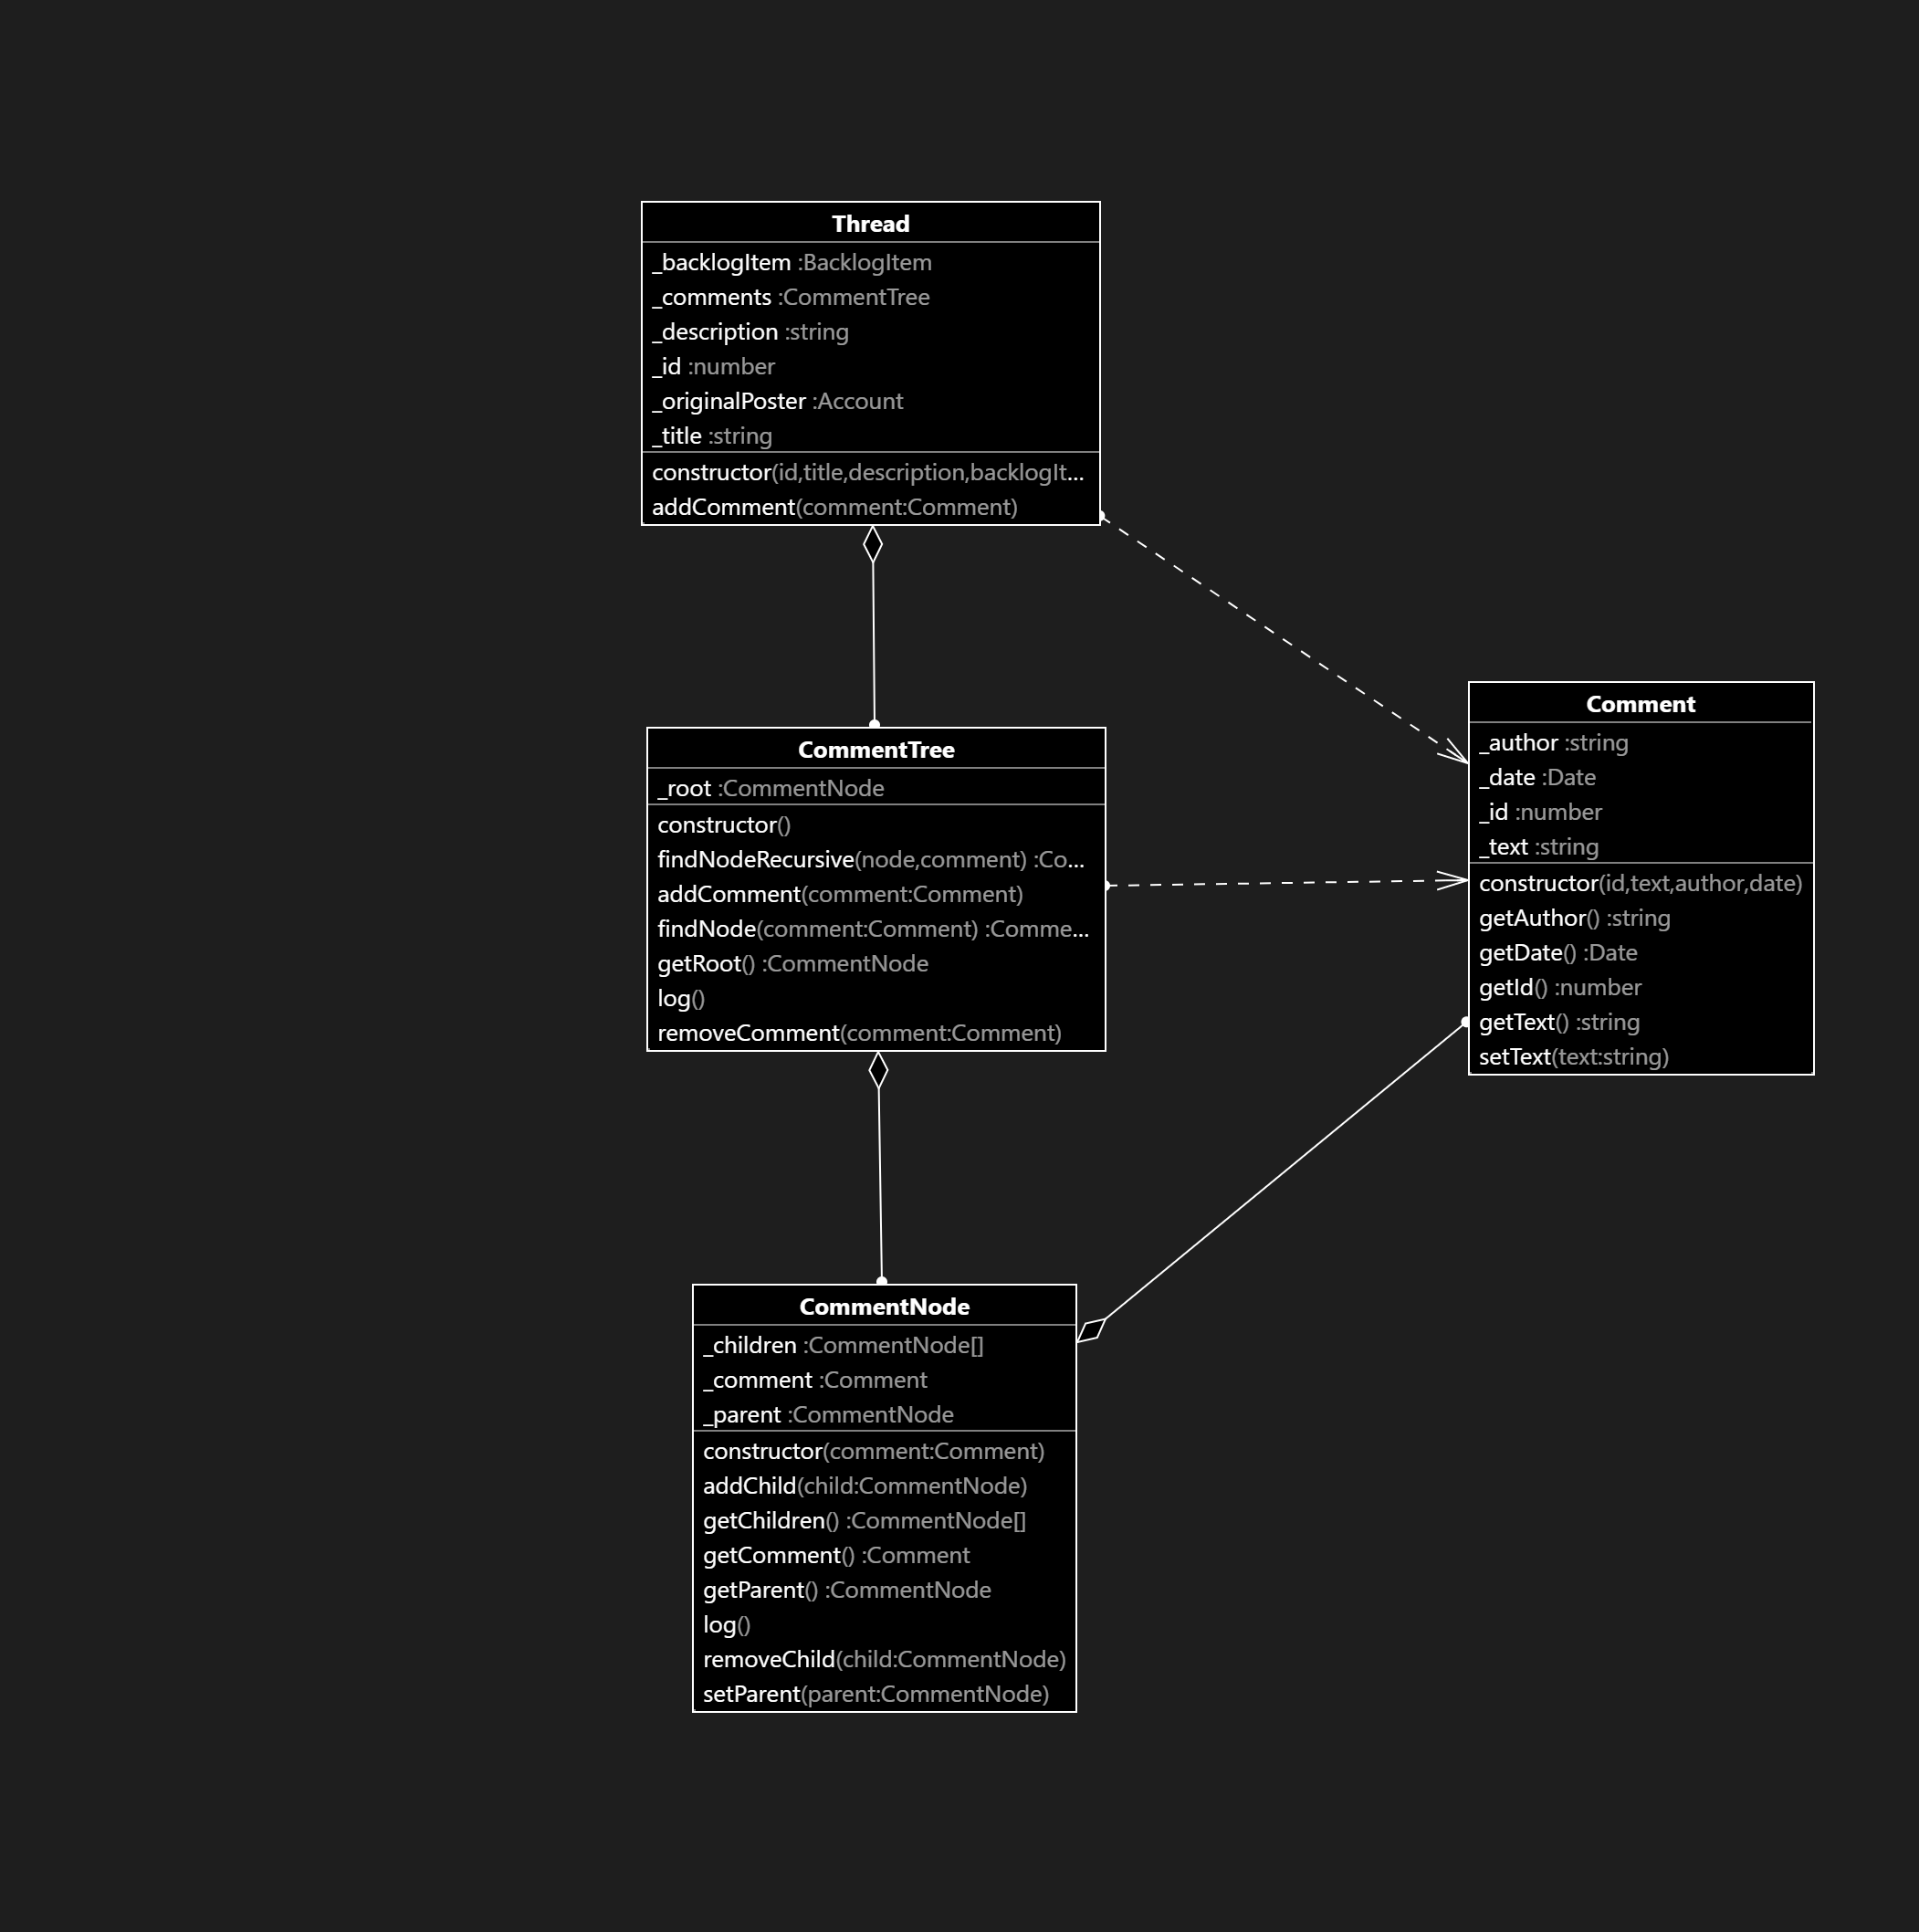 Thread
_backlogItem :BacklogItem
_comments :CommentTree
_description :string
_id :number
_originalPoster :Account
_title :string
constructor(id,title,description,backlogIt...
addComment(comment:Comment)
CommentTree
_root :CommentNode
constructor()
findNodeRecursive(node,comment) :Co...
addComment(comment:Comment)
findNode(comment:Comment) :Comme...
getRoot() :CommentNode
log()
removeComment(comment:Comment)
Comment
_author :string
_date :Date
_id :number
_text :string
constructor(id,text,author,date)
getAuthor() :string
getDate() :Date
getId() :number
getText() :string
setText(text:string)
CommentNode
_children :CommentNode[]
_comment :Comment
_parent :CommentNode
constructor(comment:Comment)
addChild(child:CommentNode)
getChildren() :CommentNode[]
getComment() :Comment
getParent() :CommentNode
log()
removeChild(child:CommentNode)
setParent(parent:CommentNode)